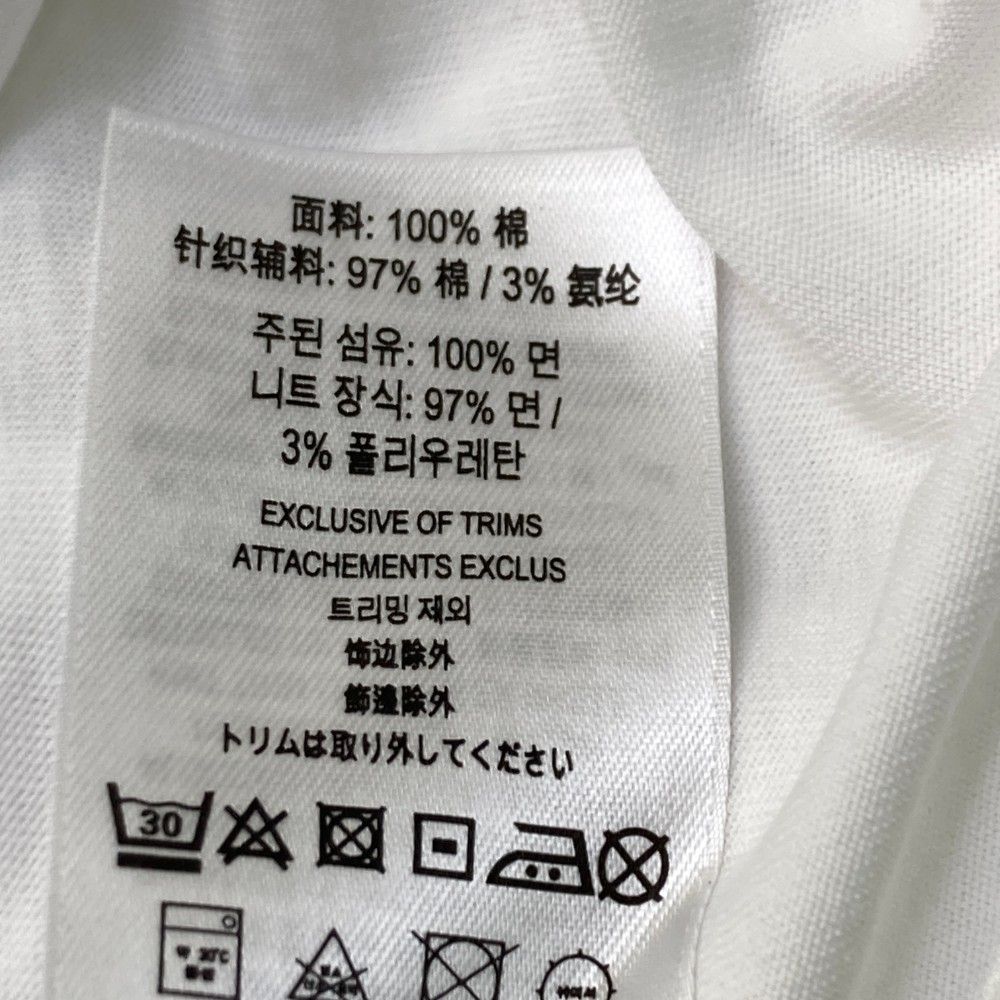 面料: 100% 棉
针织辅料: 97% 棉 / 3% 氨纶
주된 섬유: 100% 면
니트 장식: 97% 면 /
3% 폴리우레탄
EXCLUSIVE OF TRIMS
ATTACHEMENTS EXCLUS
트리밍 제외
饰边除外
飾邊除外
トリムは取り外してください
30